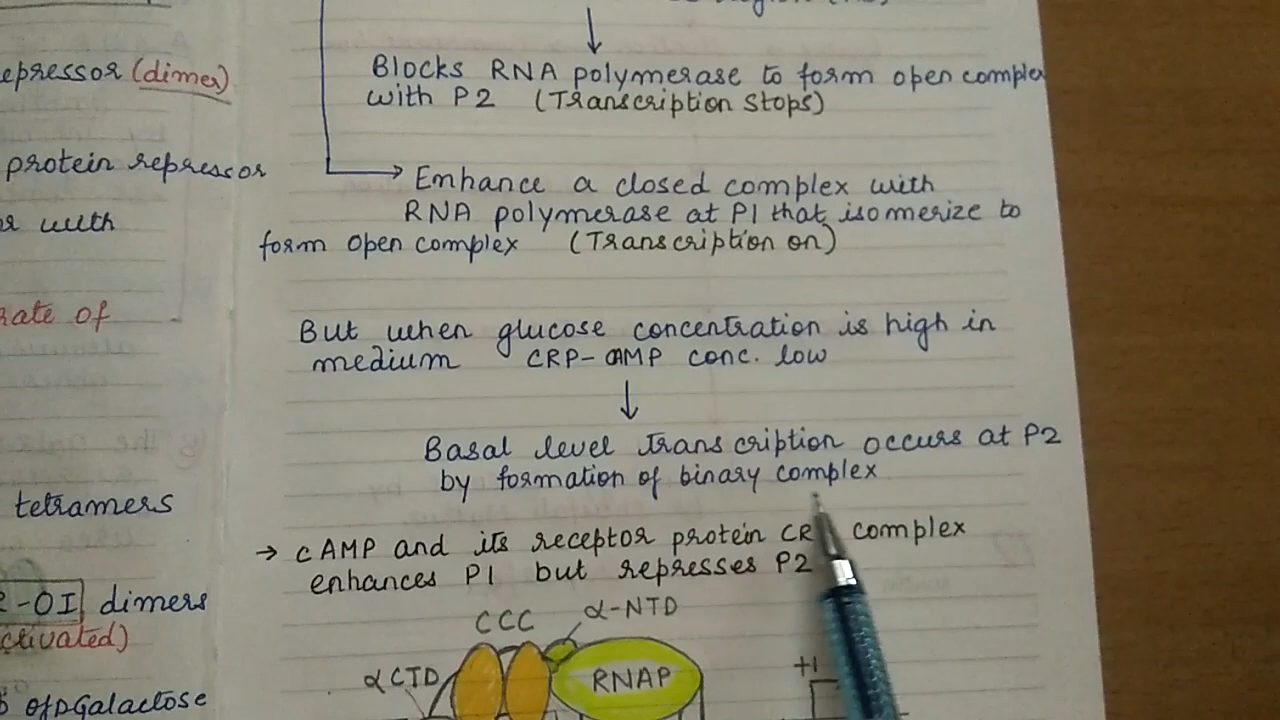 epressor (dimer)
protein repressor
with
rate of
tetramers
-OI dimers
ctivated)
of D Galactose
Blocks RNA polymerase to form open comple
with P2 (Transcription stops)
→ Enhance a closed complex with
RNA polymerase at P1 that isomerize to
form open complex (Transcription on)
But when glucose concentration is high in
medium CRP-CAMP conc. low
Basal level transcription occurs at P2
by formation of binary complex
→ cAMP and its receptor protein CR complex
enhances P1 but represses P2
CCC α-NTD
αCTD RNAP +1